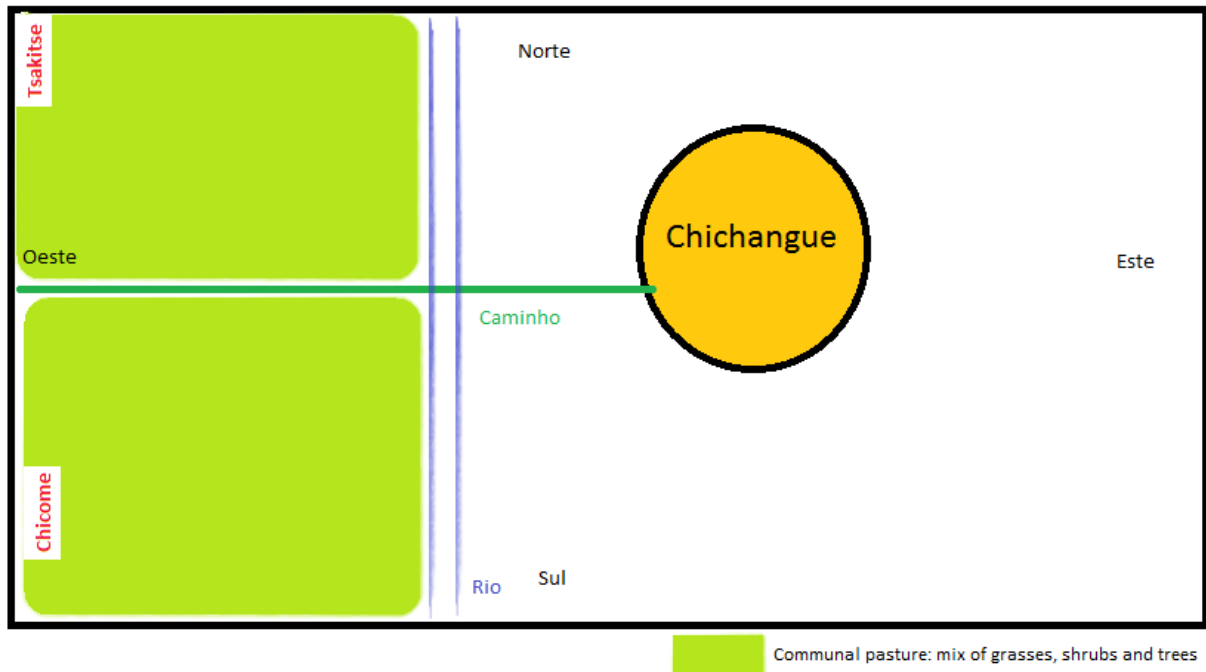 Tsakitse
Norte
Chichangue
Oeste
Este
Caminho
Chicome
Rio
Sul
Communal pasture: mix of grasses, shrubs and trees